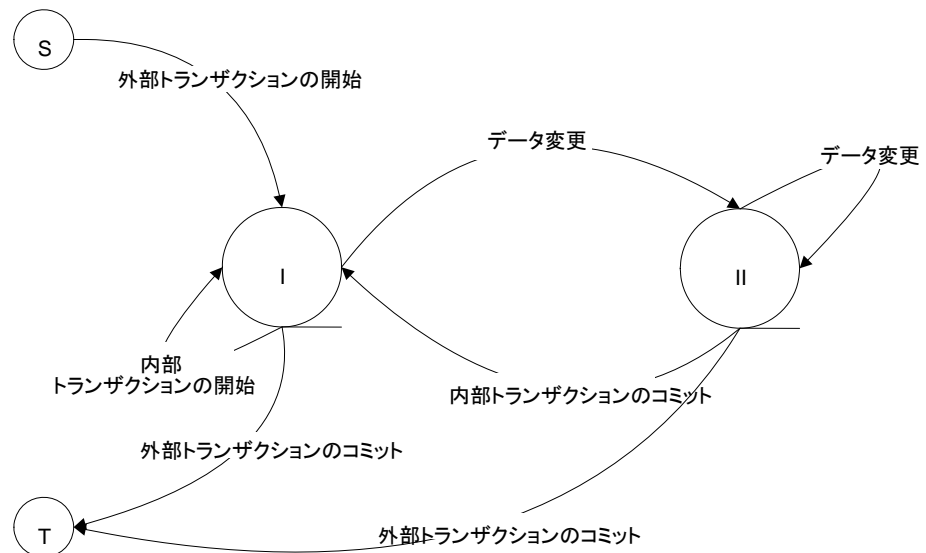 S
外部トランザクションの開始
データ変更
データ変更
I
II
内部
トランザクションの開始
内部トランザクションのコミット
外部トランザクションのコミット
T
外部トランザクションのコミット